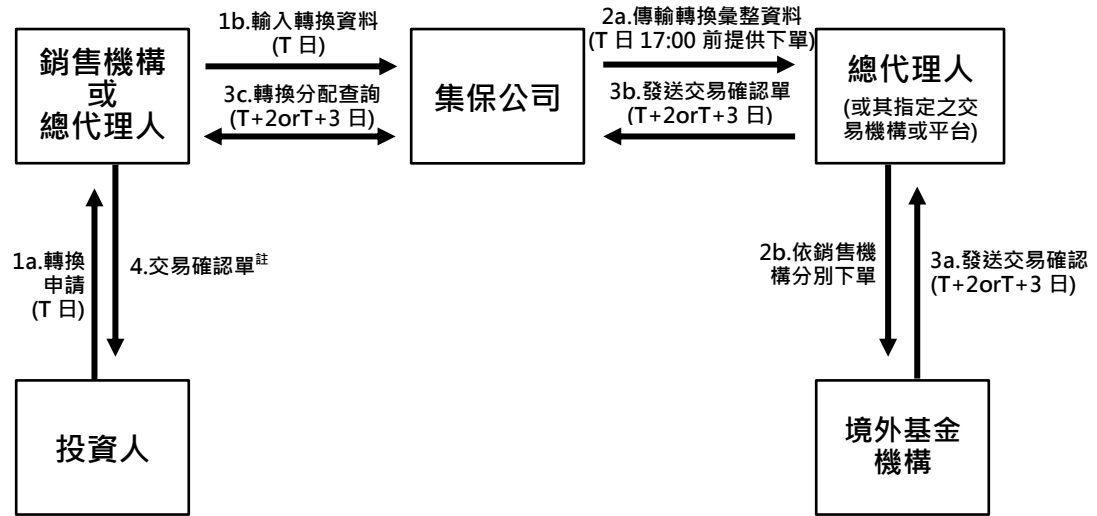 銷售機構
或
總代理人
1b.輸入轉換資料
(T 日)
3c.轉換分配查詢
(T+2orT+3 日)
集保公司
2a.傳輸轉換彙整資料
(T 日 17:00 前提供下單)
3b.發送交易確認單
(T+2orT+3 日)
總代理人
(或其指定之交
易機構或平台)
1a.轉換
申請
(T 日)
4.交易確認單註
2b.依銷售機
構分別下單
3a.發送交易確認
(T+2orT+3 日)
投資人
境外基金
機構